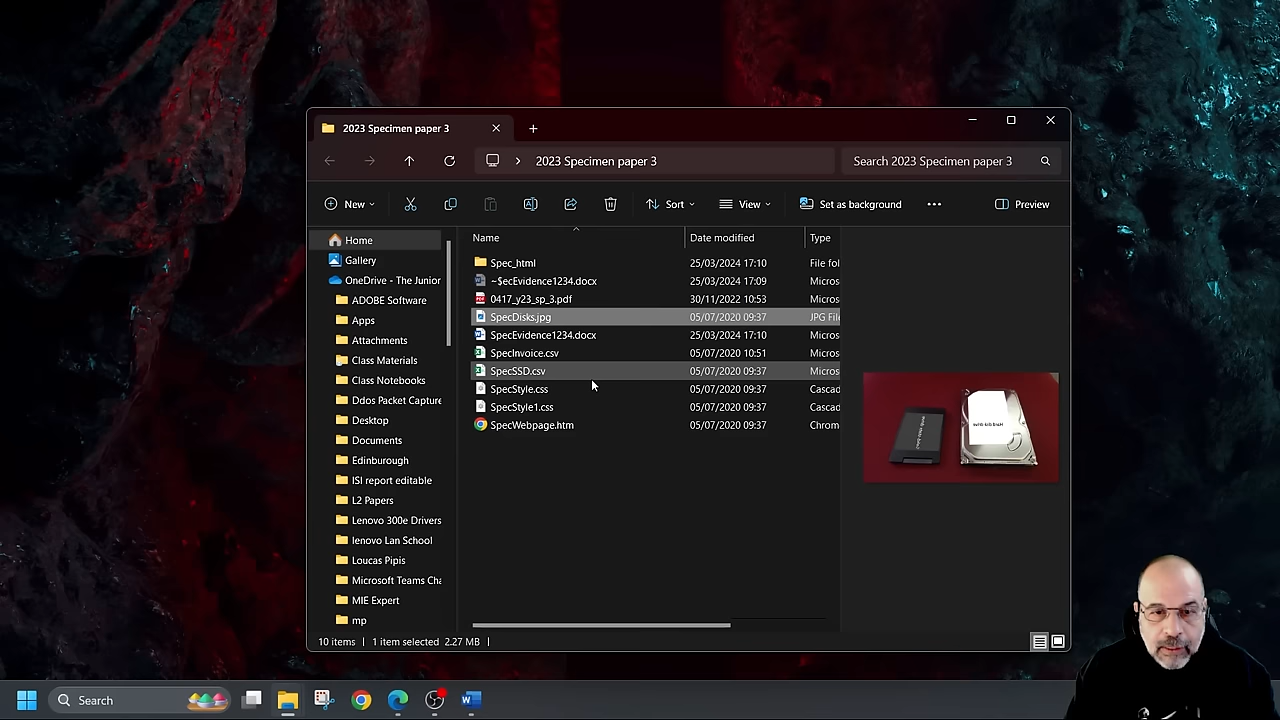 2023 Specimen paper 3
2023 Specimen paper 3
Search 2023 Specimen paper 3
New
Sort
View
Set as background
Preview
Name
Date modified
Type
Home
Gallery
OneDrive - The Junior
ADOBE Software
Apps
Attachments
Class Materials
Class Notebooks
Ddos Packet Capture
Desktop
Documents
Edinburough
ISI report editable
L2 Papers
Lenovo 300e Drivers
lenovo Lan School
Loucas Pipis
Microsoft Teams Cha
MIE Expert
mp
Spec_html 25/03/2024 17:10 File fol
~$ecEvidence1234.docx 25/03/2024 17:09 Micros
0417_y23_sp_3.pdf 30/11/2022 10:53 Micros
SpecDisks.jpg 05/07/2020 09:37 JPG File
SpecEvidence1234.docx 25/03/2024 17:10 Micros
SpecInvoice.csv 05/07/2020 10:51 Micros
SpecSSD.csv 05/07/2020 09:37 Micros
SpecStyle.css 05/07/2020 09:37 Cascad
SpecStyle1.css 05/07/2020 09:37 Cascad
SpecWebpage.htm 05/07/2020 09:37 Chrom
10 items 1 item selected 2.27 MB
Search